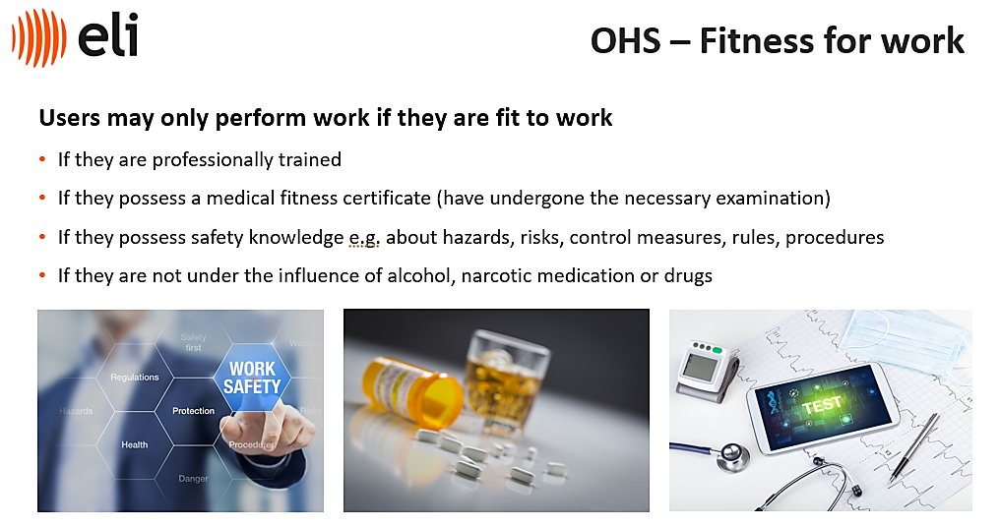 eli
OHS – Fitness for work
Users may only perform work if they are fit to work
• If they are professionally trained
• If they possess a medical fitness certificate (have undergone the necessary examination)
• If they possess safety knowledge e.g. about hazards, risks, control measures, rules, procedures
• If they are not under the influence of alcohol, narcotic medication or drugs
Safety
first
Regulations
WORK
SAFETY
Hazards
Protection
Health
Danger
TEST